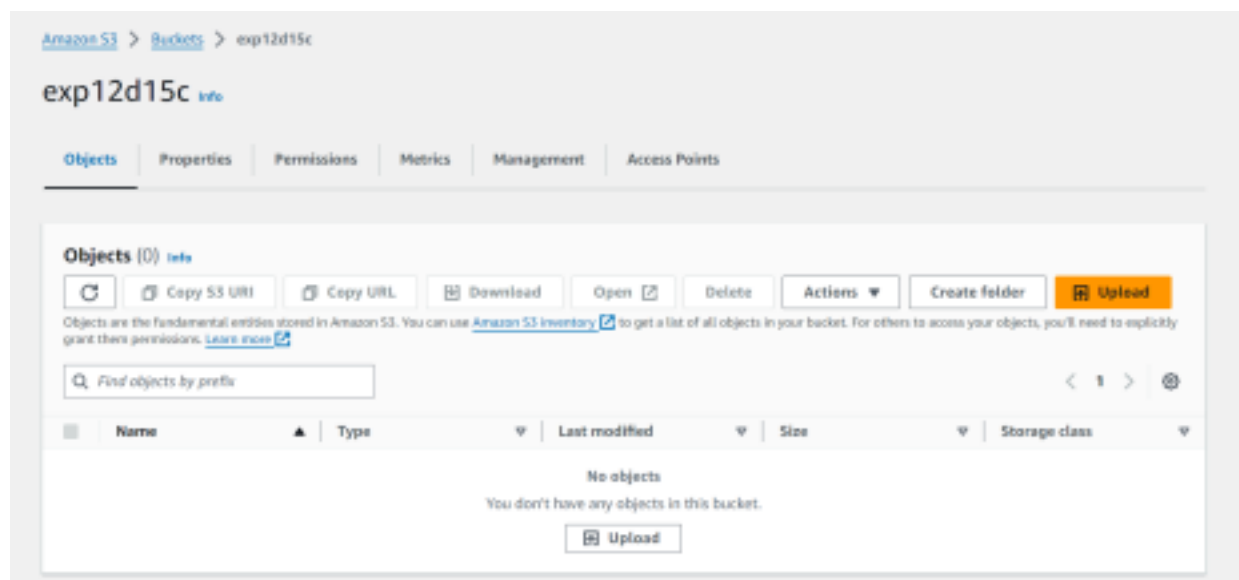 Amazon S3 > Buckets > exp12d15c
exp12d15c Info
Objects Properties Permissions Metrics Management Access Points
Objects (0) Info
Copy S3 URI Copy URL Download Open Delete Actions Create folder Upload
Objects are the fundamental entities stored in Amazon S3. You can use Amazon S3 inventory to get a list of all objects in your bucket. For others to access your objects, you'll need to explicitly
grant them permissions. Learn more
Find objects by prefix
1
Name Type Last modified Size Storage class
No objects
You don't have any objects in this bucket.
Upload